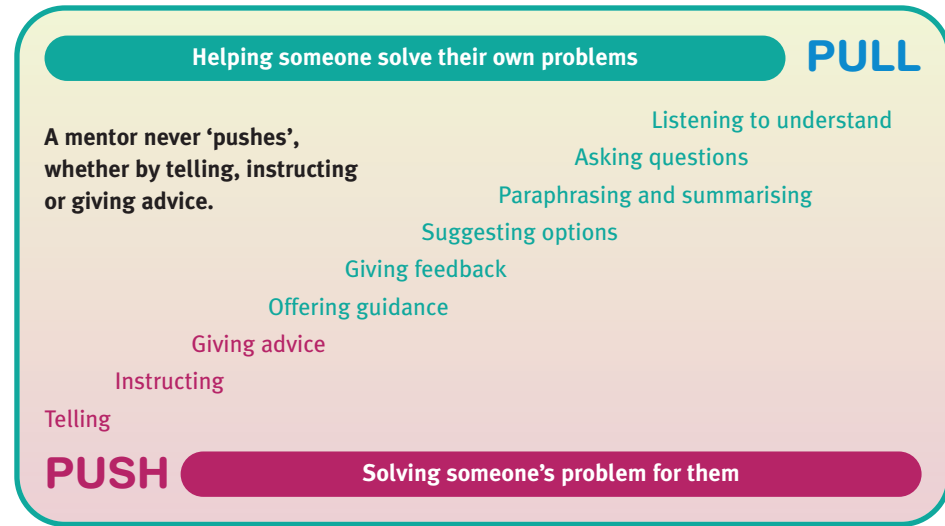 Helping someone solve their own problems PULL
A mentor never ‘pushes’,
whether by telling, instructing
or giving advice.
Listening to understand
Asking questions
Paraphrasing and summarising
Suggesting options
Giving feedback
Offering guidance
Giving advice
Instructing
Telling
PUSH Solving someone’s problem for them